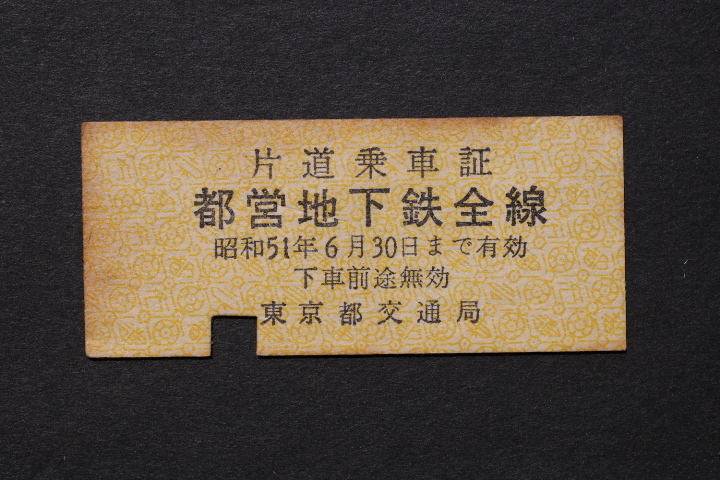 片道乗車証
都営地下鉄全線
昭和51年6月30日まで有効
下車前途無効
東京都交通局